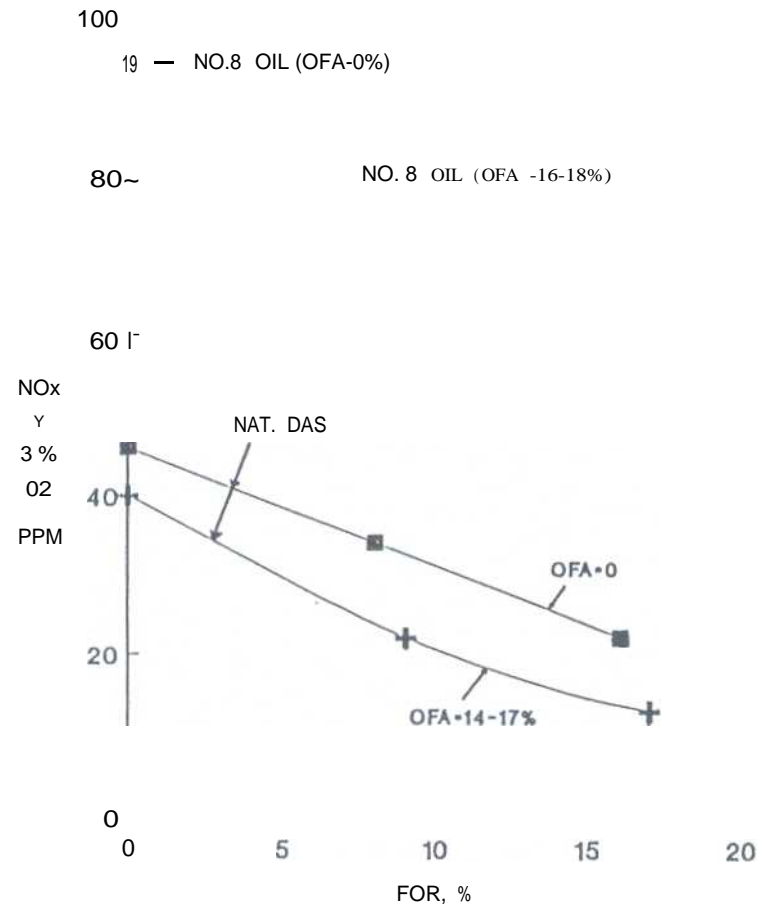 100
19 — NO.8 OIL (OFA-0%)
80~
NO. 8 OIL (OFA -16-18%)
60 l-
NOx
Y
3 %
02
PPM
NAT. DAS
40
OFA•0
20
OFA•14-17%
0
0 5 10 15 20
FOR, %